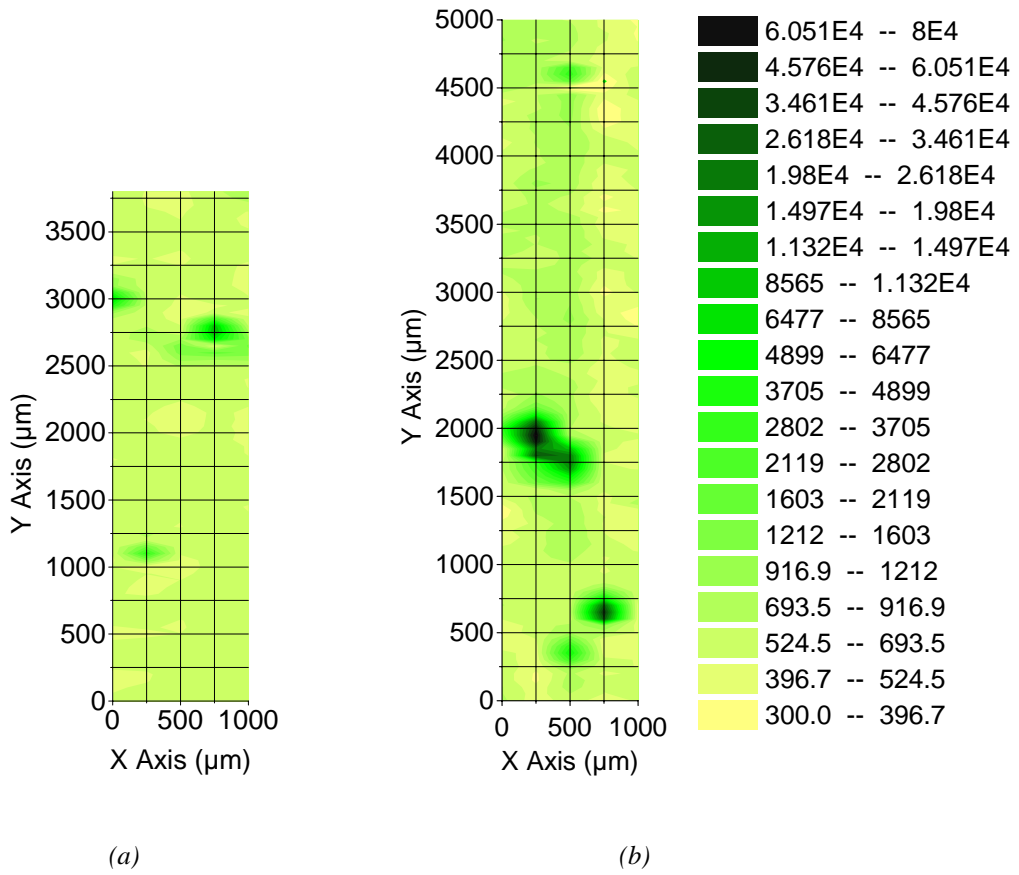 3500
3000
2500
2000
1500
1000
500
0
0 500 1000
Y Axis (µm)
X Axis (µm)
(a)
5000
4500
4000
3500
3000
2500
2000
1500
1000
500
0
0 500 1000
Y Axis (µm)
X Axis (µm)
(b)
6.051E4 -- 8E4
4.576E4 -- 6.051E4
3.461E4 -- 4.576E4
2.618E4 -- 3.461E4
1.98E4 -- 2.618E4
1.497E4 -- 1.98E4
1.132E4 -- 1.497E4
8565 -- 1.132E4
6477 -- 8565
4899 -- 6477
3705 -- 4899
2802 -- 3705
2119 -- 2802
1603 -- 2119
1212 -- 1603
916.9 -- 1212
693.5 -- 916.9
524.5 -- 693.5
396.7 -- 524.5
300.0 -- 396.7